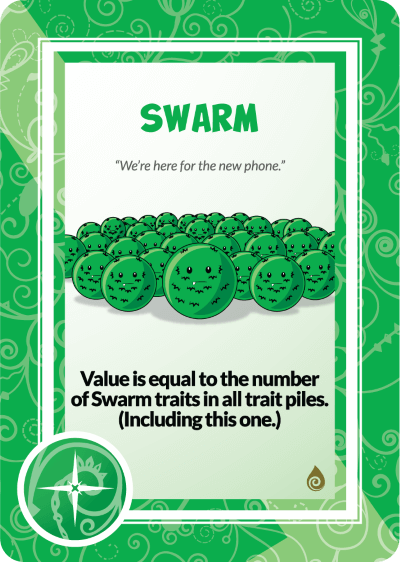 SWARM
“We’re here for the new phone.”
Value is equal to the number
of Swarm traits in all trait piles.
(Including this one.)